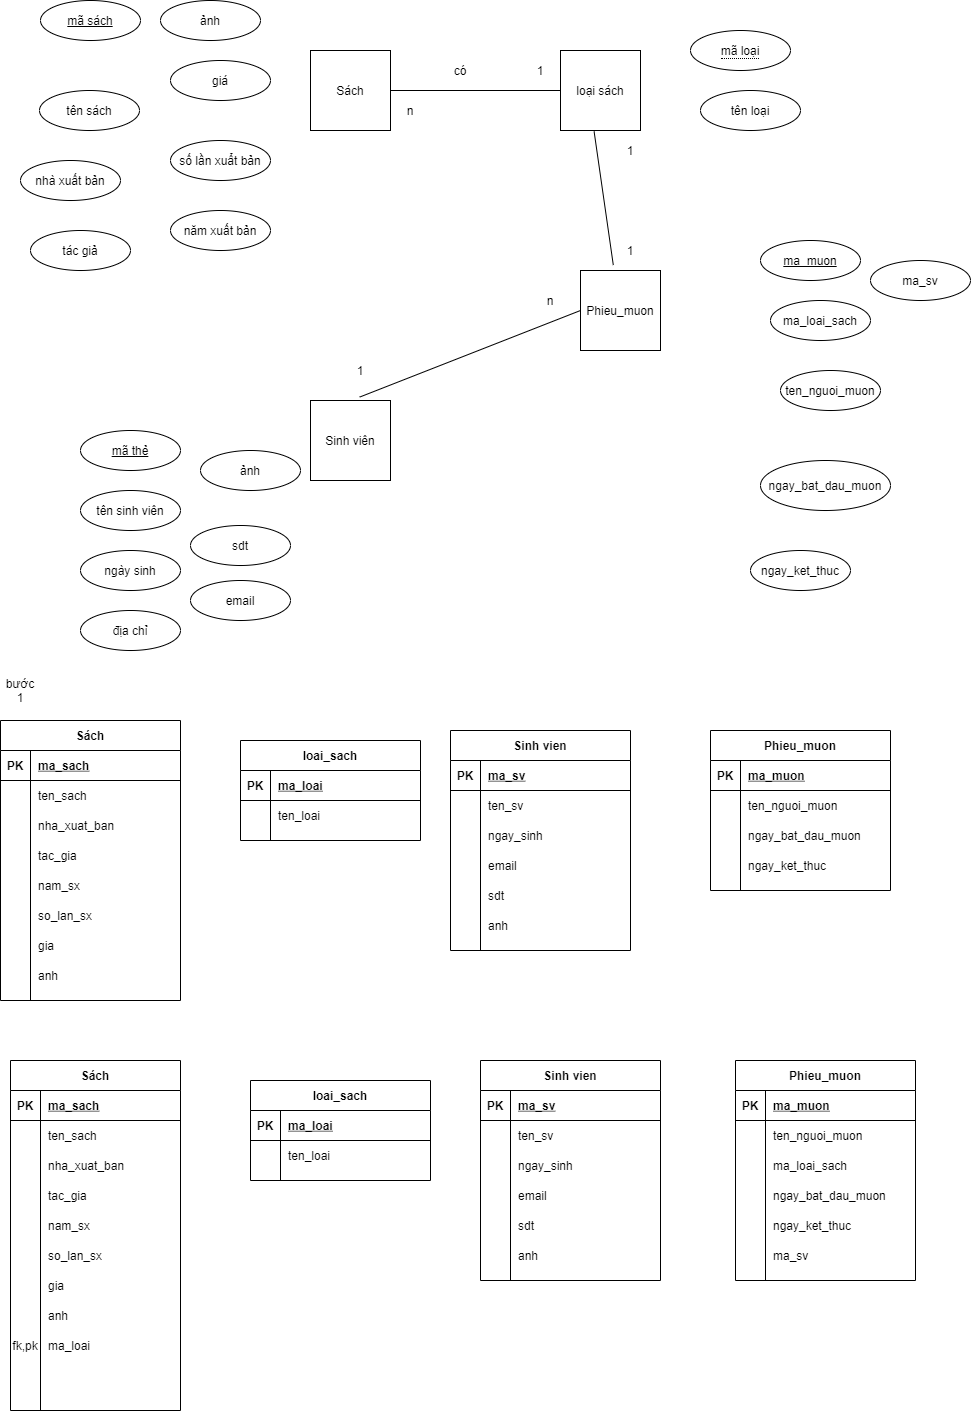 mã sách
ảnh
giá
tên sách
số lần xuẩt bản
nhà xuất bản
năm xuất bản
tác giả
Sách
có
1
n
loại sách
mã loại
tên loại
1
1
n
Phieu_muon
1
ma_muon
ma_sv
ma_loai_sach
ten_nguoi_muon
ngay_bat_dau_muon
ngay_ket_thuc
Sinh viên
mã thẻ
ảnh
tên sinh viên
sdt
ngày sinh
email
địa chỉ
bước
1
Sách
PK ma_sach
ten_sach
nha_xuat_ban
tac_gia
nam_sx
so_lan_sx
gia
anh
loai_sach
PK ma_loai
ten_loai
Sinh vien
PK ma_sv
ten_sv
ngay_sinh
email
sdt
anh
Phieu_muon
PK ma_muon
ten_nguoi_muon
ngay_bat_dau_muon
ngay_ket_thuc
Sách
PK ma_sach
ten_sach
nha_xuat_ban
tac_gia
nam_sx
so_lan_sx
gia
anh
fk,pk ma_loai
loai_sach
PK ma_loai
ten_loai
Sinh vien
PK ma_sv
ten_sv
ngay_sinh
email
sdt
anh
Phieu_muon
PK ma_muon
ten_nguoi_muon
ma_loai_sach
ngay_bat_dau_muon
ngay_ket_thuc
ma_sv